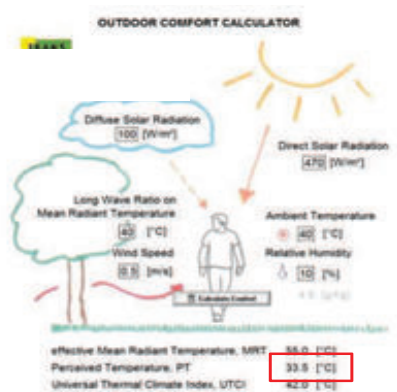 OUTDOOR COMFORT CALCULATOR
Diffuse Solar Radiation
100 [W/m²]
Direct Solar Radiation
470 [W/m²]
Long Wave Ratio on
Mean Radiant Temperature
40 [°C]
Ambient Temperature
40 [°C]
Wind Speed
0,5 [m/s]
Relative Humidity
10 [%]
effective Mean Radiant Temperature, MRT 55.0 [°C]
Perceived Temperature, PT 33.5 [°C]
Universal Thermal Climate Index, UTCI 42.0 [°C]